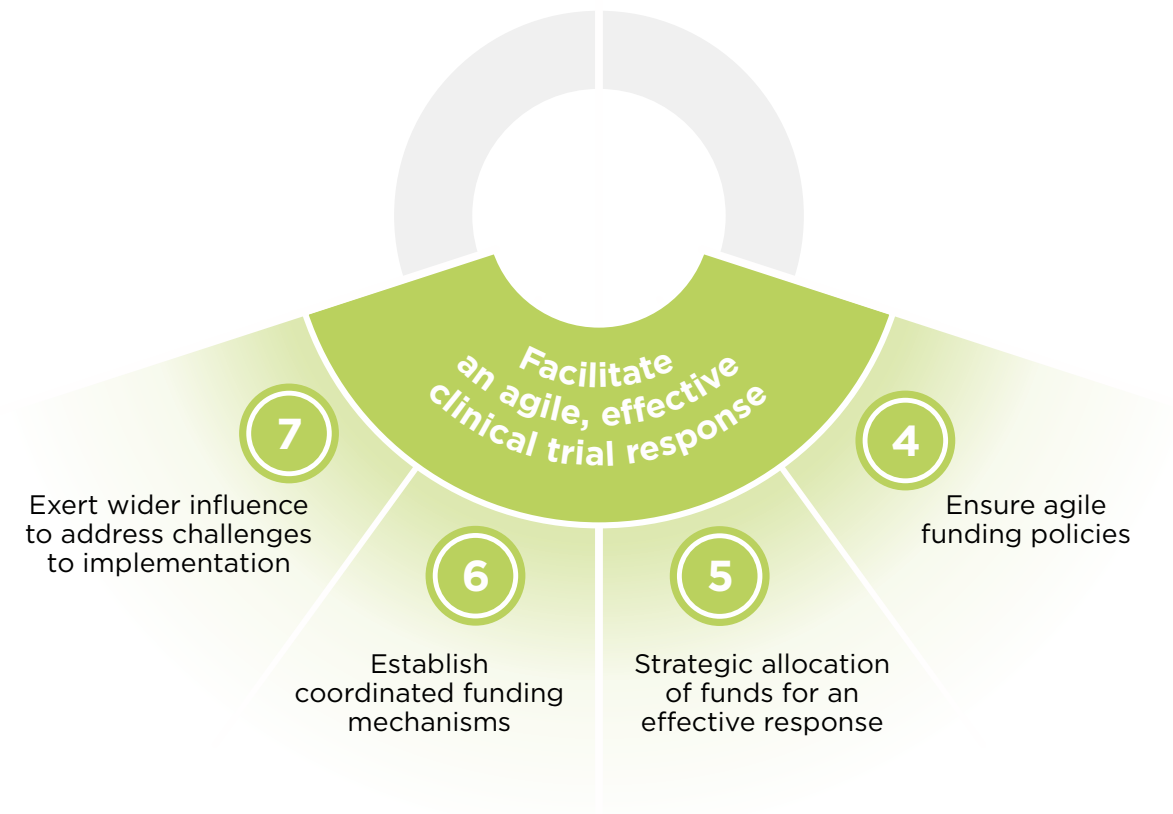 Facilitate
an agile, effective
clinical trial response
4
Ensure agile
funding policies
5
Strategic allocation
of funds for an
effective response
6
Establish
coordinated funding
mechanisms
7
Exert wider influence
to address challenges
to implementation